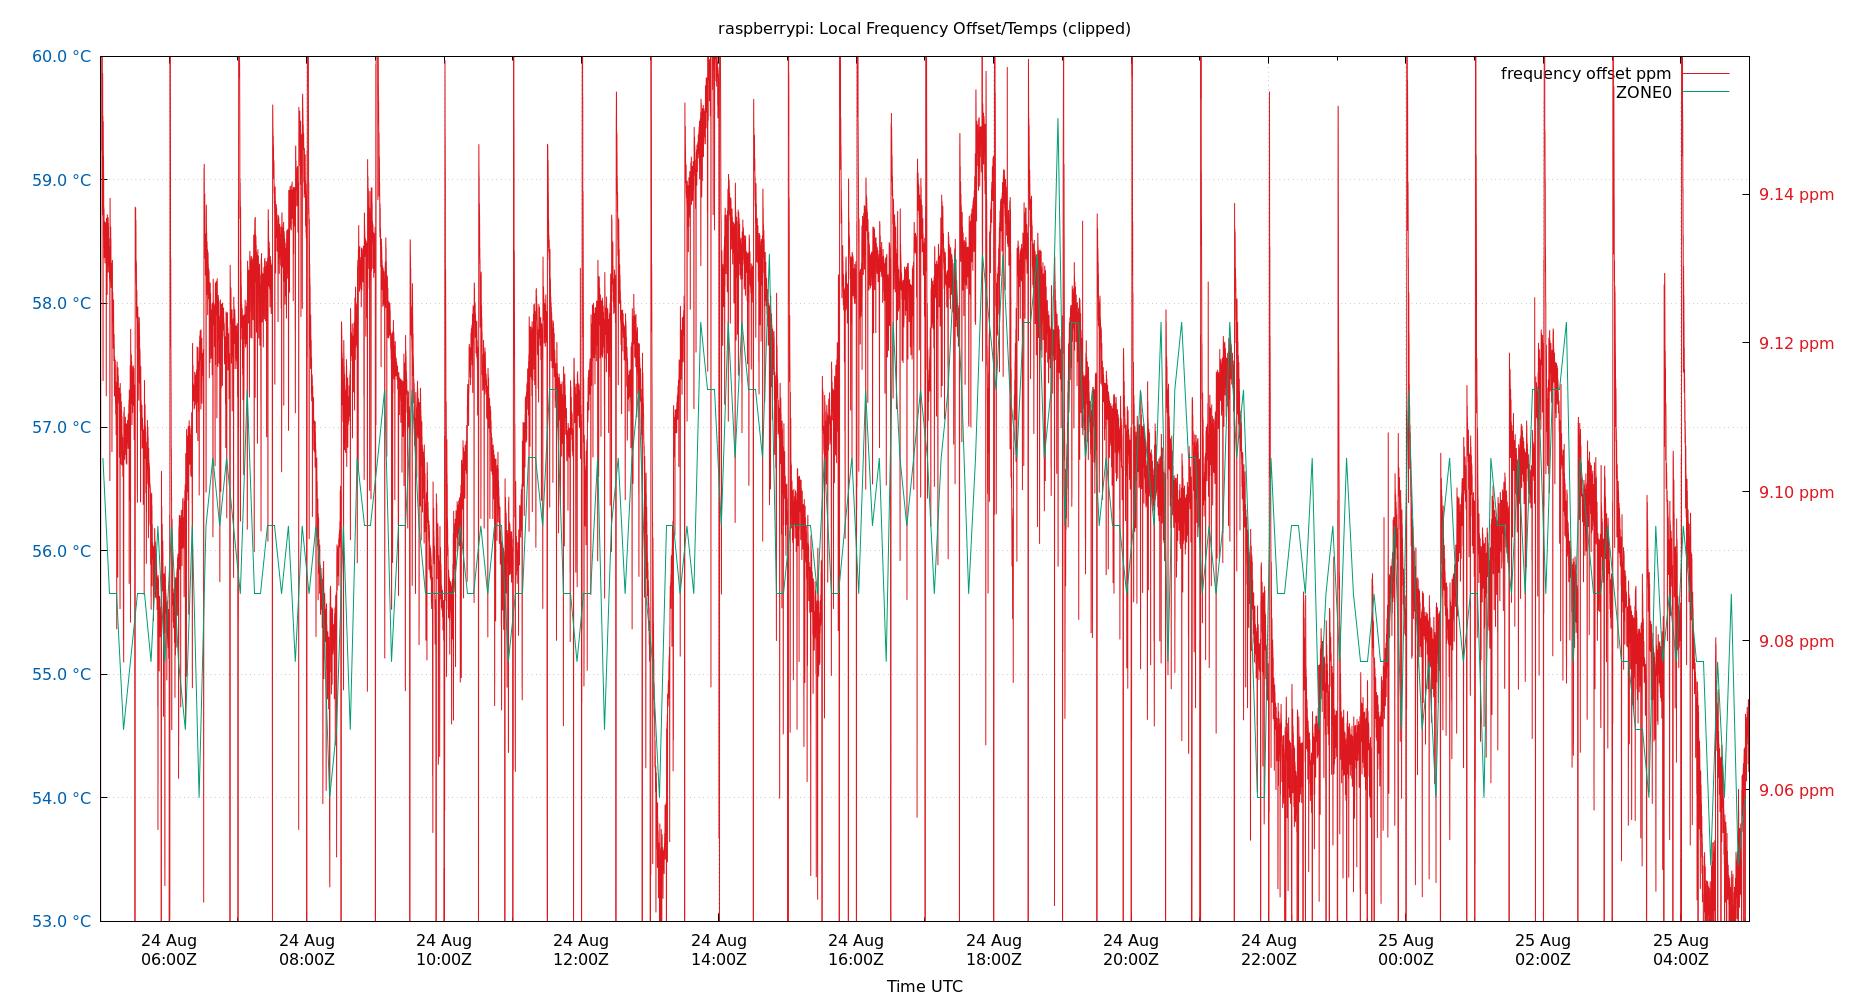 raspberrypi: Local Frequency Offset/Temps (clipped)
60.0 °C
59.0 °C
58.0 °C
57.0 °C
56.0 °C
55.0 °C
54.0 °C
53.0 °C
frequency offset ppm
ZONE0
9.14 ppm
9.12 ppm
9.10 ppm
9.08 ppm
9.06 ppm
24 Aug 24 Aug 24 Aug 24 Aug 24 Aug 24 Aug 24 Aug 24 Aug 24 Aug 25 Aug 25 Aug 25 Aug
06:00Z 08:00Z 10:00Z 12:00Z 14:00Z 16:00Z 18:00Z 20:00Z 22:00Z 00:00Z 02:00Z 04:00Z
Time UTC